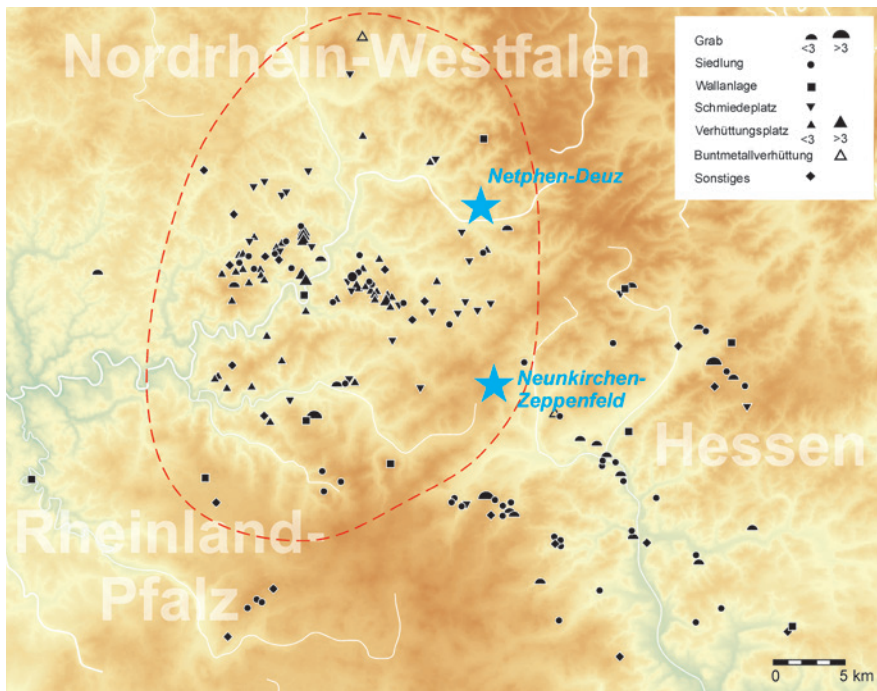 Nordrhein-Westfalen
Grab
<3 >3
Siedlung
Wallanlage
Schmiedeplatz
Verhüttungsplatz
<3 >3
Buntmetallverhüttung
Sonstiges
Netphen-Deuz
Neunkirchen-
Zeppenfeld
Hessen
Rheinland-
Pfalz
0 5 km